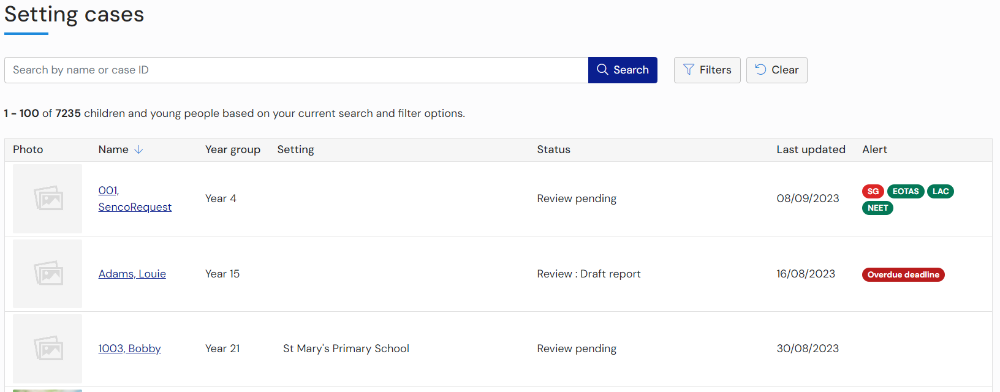 Setting cases
Search by name or case ID
Search
Filters
Clear
1 - 100 of 7235 children and young people based on your current search and filter options.
Photo Name Year group Setting Status Last updated Alert
001, SencoRequest Year 4 Review pending 08/09/2023 SG EOTAS LAC NEET
Adams, Louie Year 15 Review : Draft report 16/08/2023 Overdue deadline
1003, Bobby Year 21 St Mary's Primary School Review pending 30/08/2023